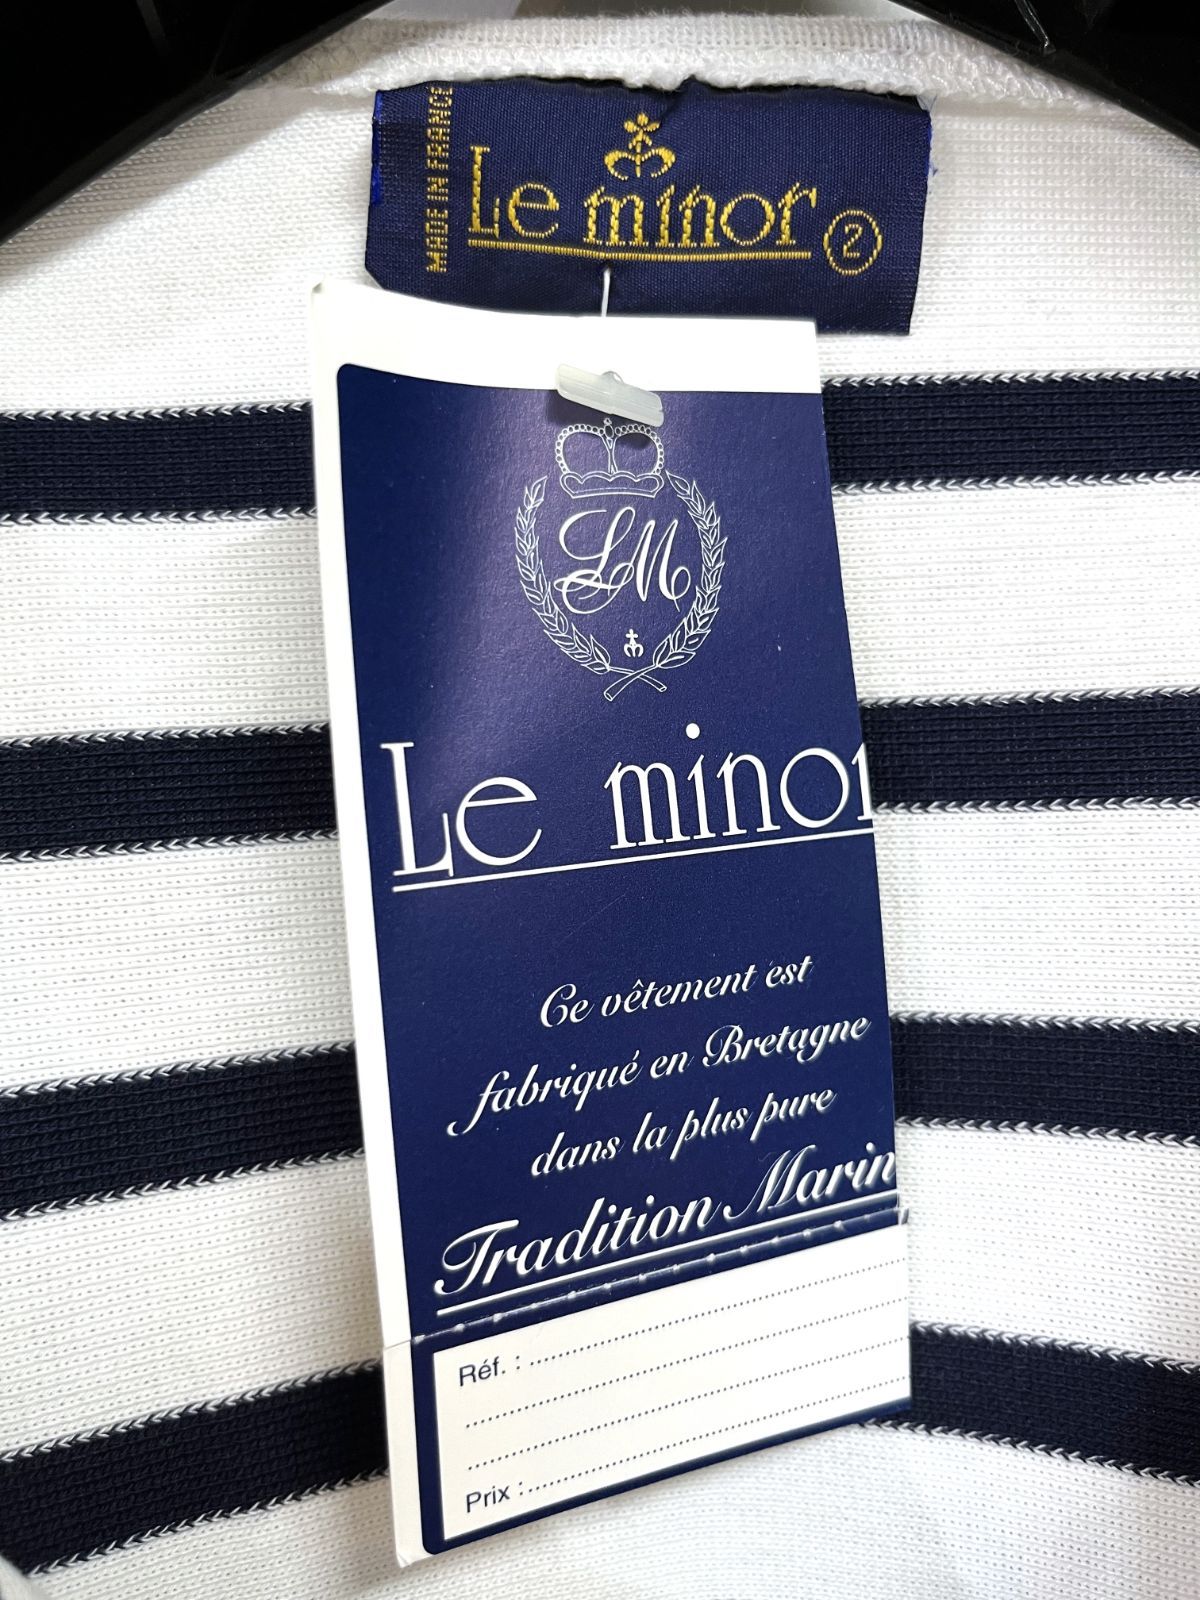 MADE IN FRANCE
Le minor 2
LM
Le minor
Ce vêtement est
fabriqué en Bretagne
dans la plus pure
Tradition Marin
Réf. :
Prix :